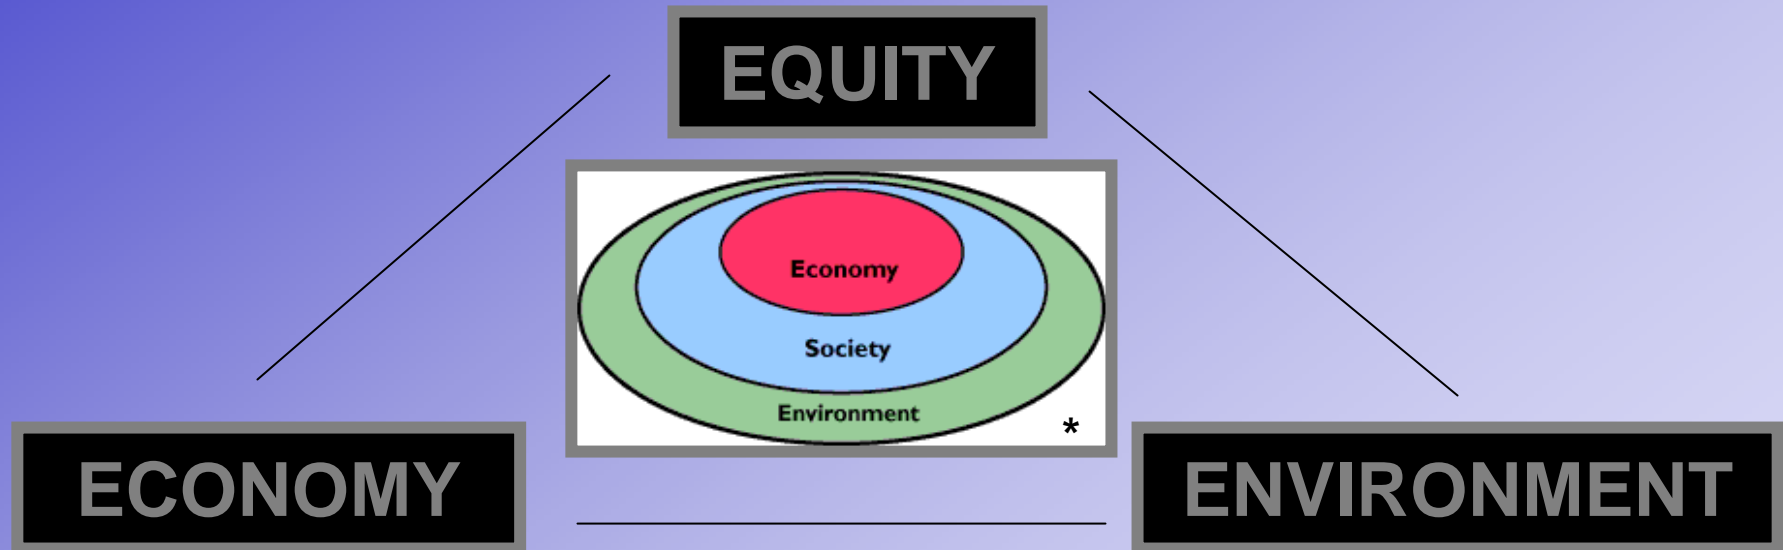 EQUITY
Economy
Society
Environment
*
ECONOMY
ENVIRONMENT